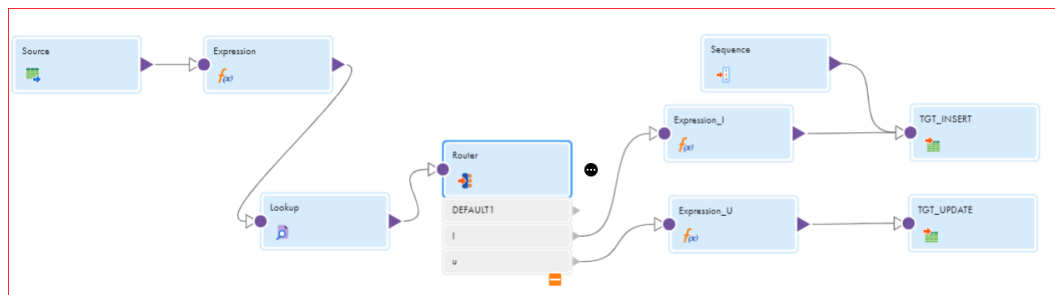 Source
Expression
f(x)
Lookup
Router
DEFAULT1
I
u
Sequence
Expression_I
f(x)
Expression_U
f(x)
TGT_INSERT
TGT_UPDATE